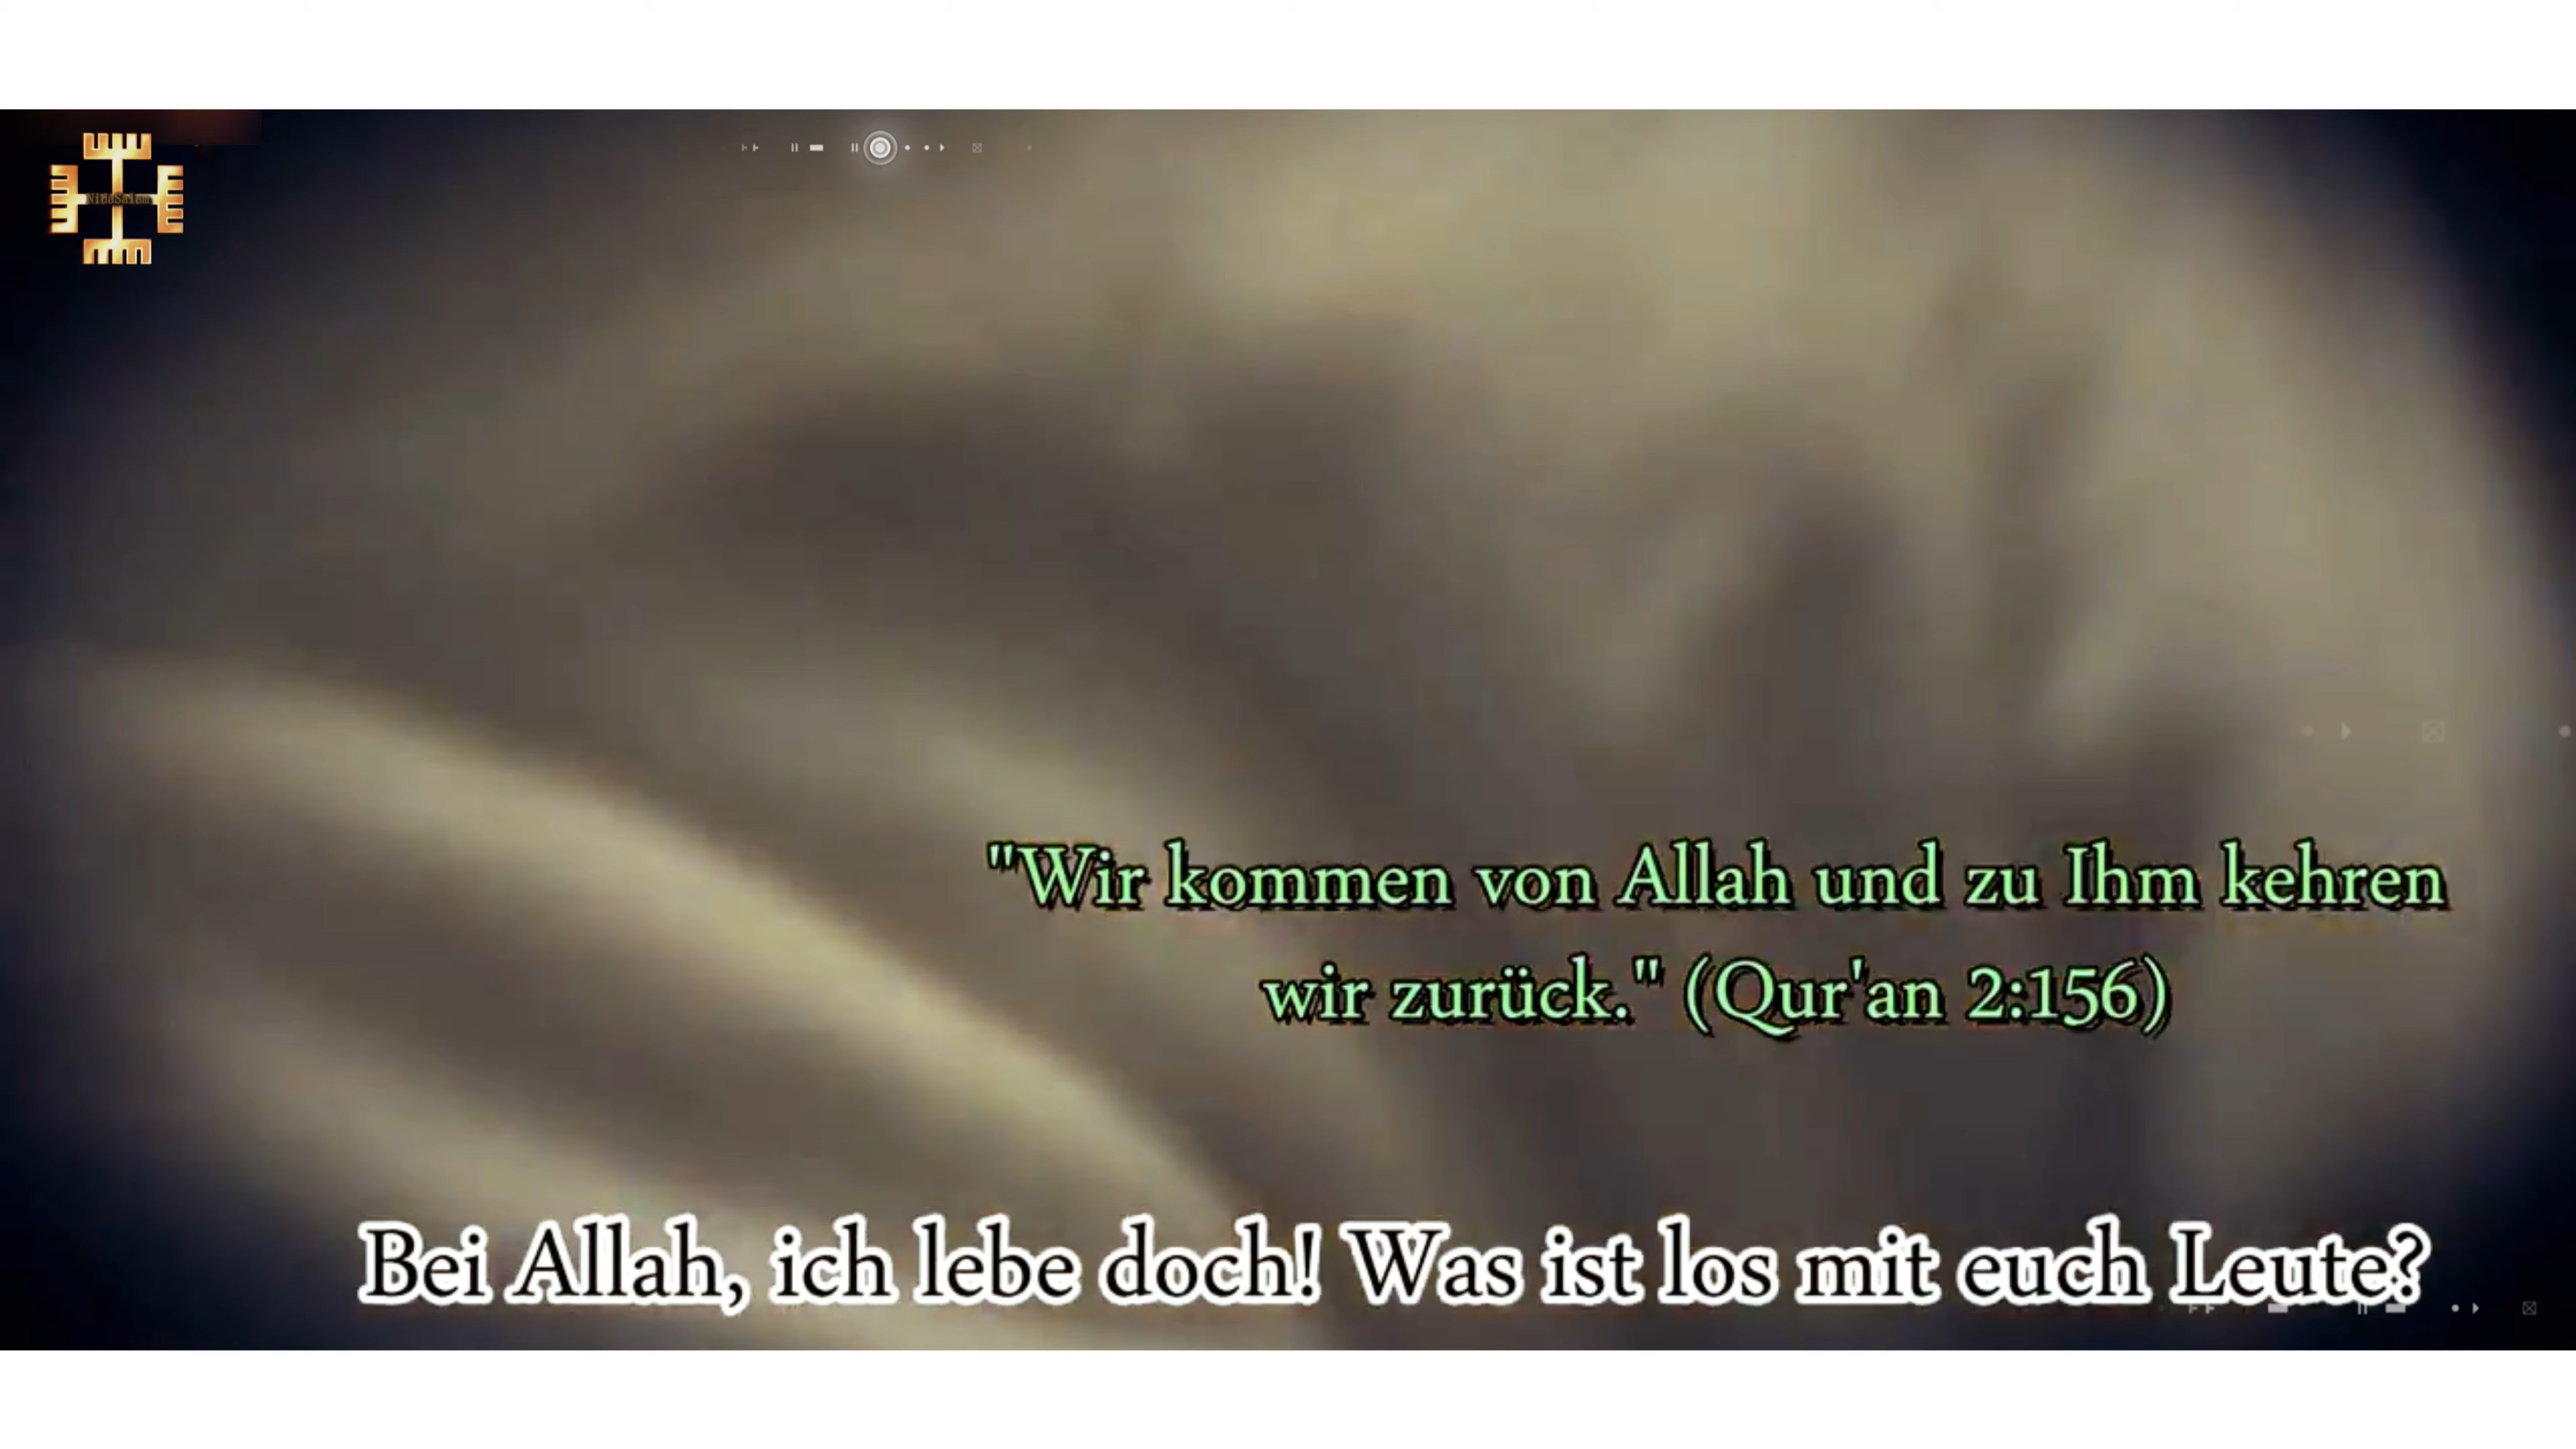 NidaSalam
"Wir kommen von Allah und zu Ihm kehren
wir zurück." (Qur'an 2:156)
Bei Allah, ich lebe doch! Was ist los mit euch Leute?